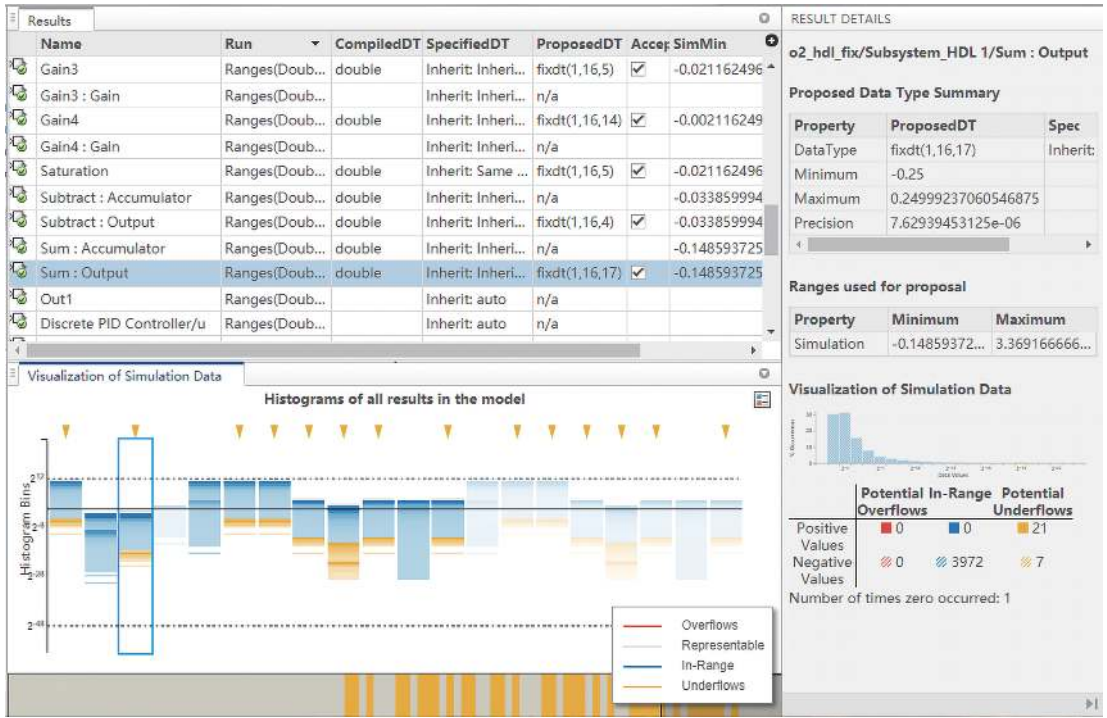 Results
Name Run CompiledDT SpecifiedDT ProposedDT Accep SimMin
Gain3 Ranges(Doub... double Inherit: Inheri... fixdt(1,16,5) -0.021162496
Gain3 : Gain Ranges(Doub... Inherit: Inheri... n/a
Gain4 Ranges(Doub... double Inherit: Inheri... fixdt(1,16,14) -0.002116249
Gain4 : Gain Ranges(Doub... Inherit: Inheri... n/a
Saturation Ranges(Doub... double Inherit: Same ... fixdt(1,16,5) -0.021162496
Subtract : Accumulator Ranges(Doub... Inherit: Inheri... n/a -0.033859994
Subtract : Output Ranges(Doub... double Inherit: Inheri... fixdt(1,16,4) -0.033859994
Sum : Accumulator Ranges(Doub... Inherit: Inheri... n/a -0.148593725
Sum : Output Ranges(Doub... double Inherit: Inheri... fixdt(1,16,17) -0.148593725
Out1 Ranges(Doub... Inherit: auto n/a
Discrete PID Controller/u Ranges(Doub... Inherit: auto n/a
Visualization of Simulation Data
Histograms of all results in the model
Histogram Bins
Overflows
Representable
In-Range
Underflows
RESULT DETAILS
o2_hdl_fix/Subsystem_HDL 1/Sum : Output
Proposed Data Type Summary
Property ProposedDT Spec
DataType fixdt(1,16,17) Inherit:
Minimum -0.25
Maximum 0.24999237060546875
Precision 7.62939453125e-06
Ranges used for proposal
Property Minimum Maximum
Simulation -0.14859372... 3.369166666...
Visualization of Simulation Data
% Occurrences
Data Values
Potential In-Range Potential
Overflows Underflows
Positive 0 0 21
Values
Negative 0 3972 7
Values
Number of times zero occurred: 1